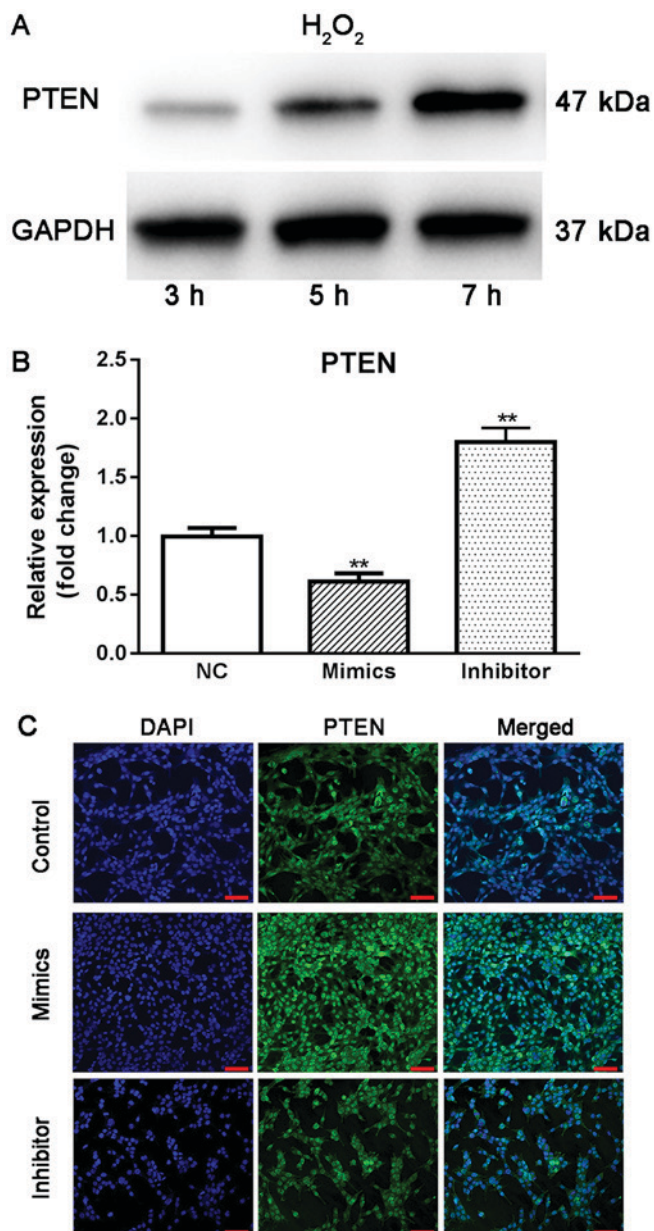 A
H₂O₂
PTEN
47 kDa
GAPDH
37 kDa
3 h 5 h 7 h
B
PTEN
Relative expression
(fold change)
2.5
2.0
1.5
1.0
0.5
0.0
**
**
NC Mimics Inhibitor
C
DAPI PTEN Merged
Control
Mimics
Inhibitor